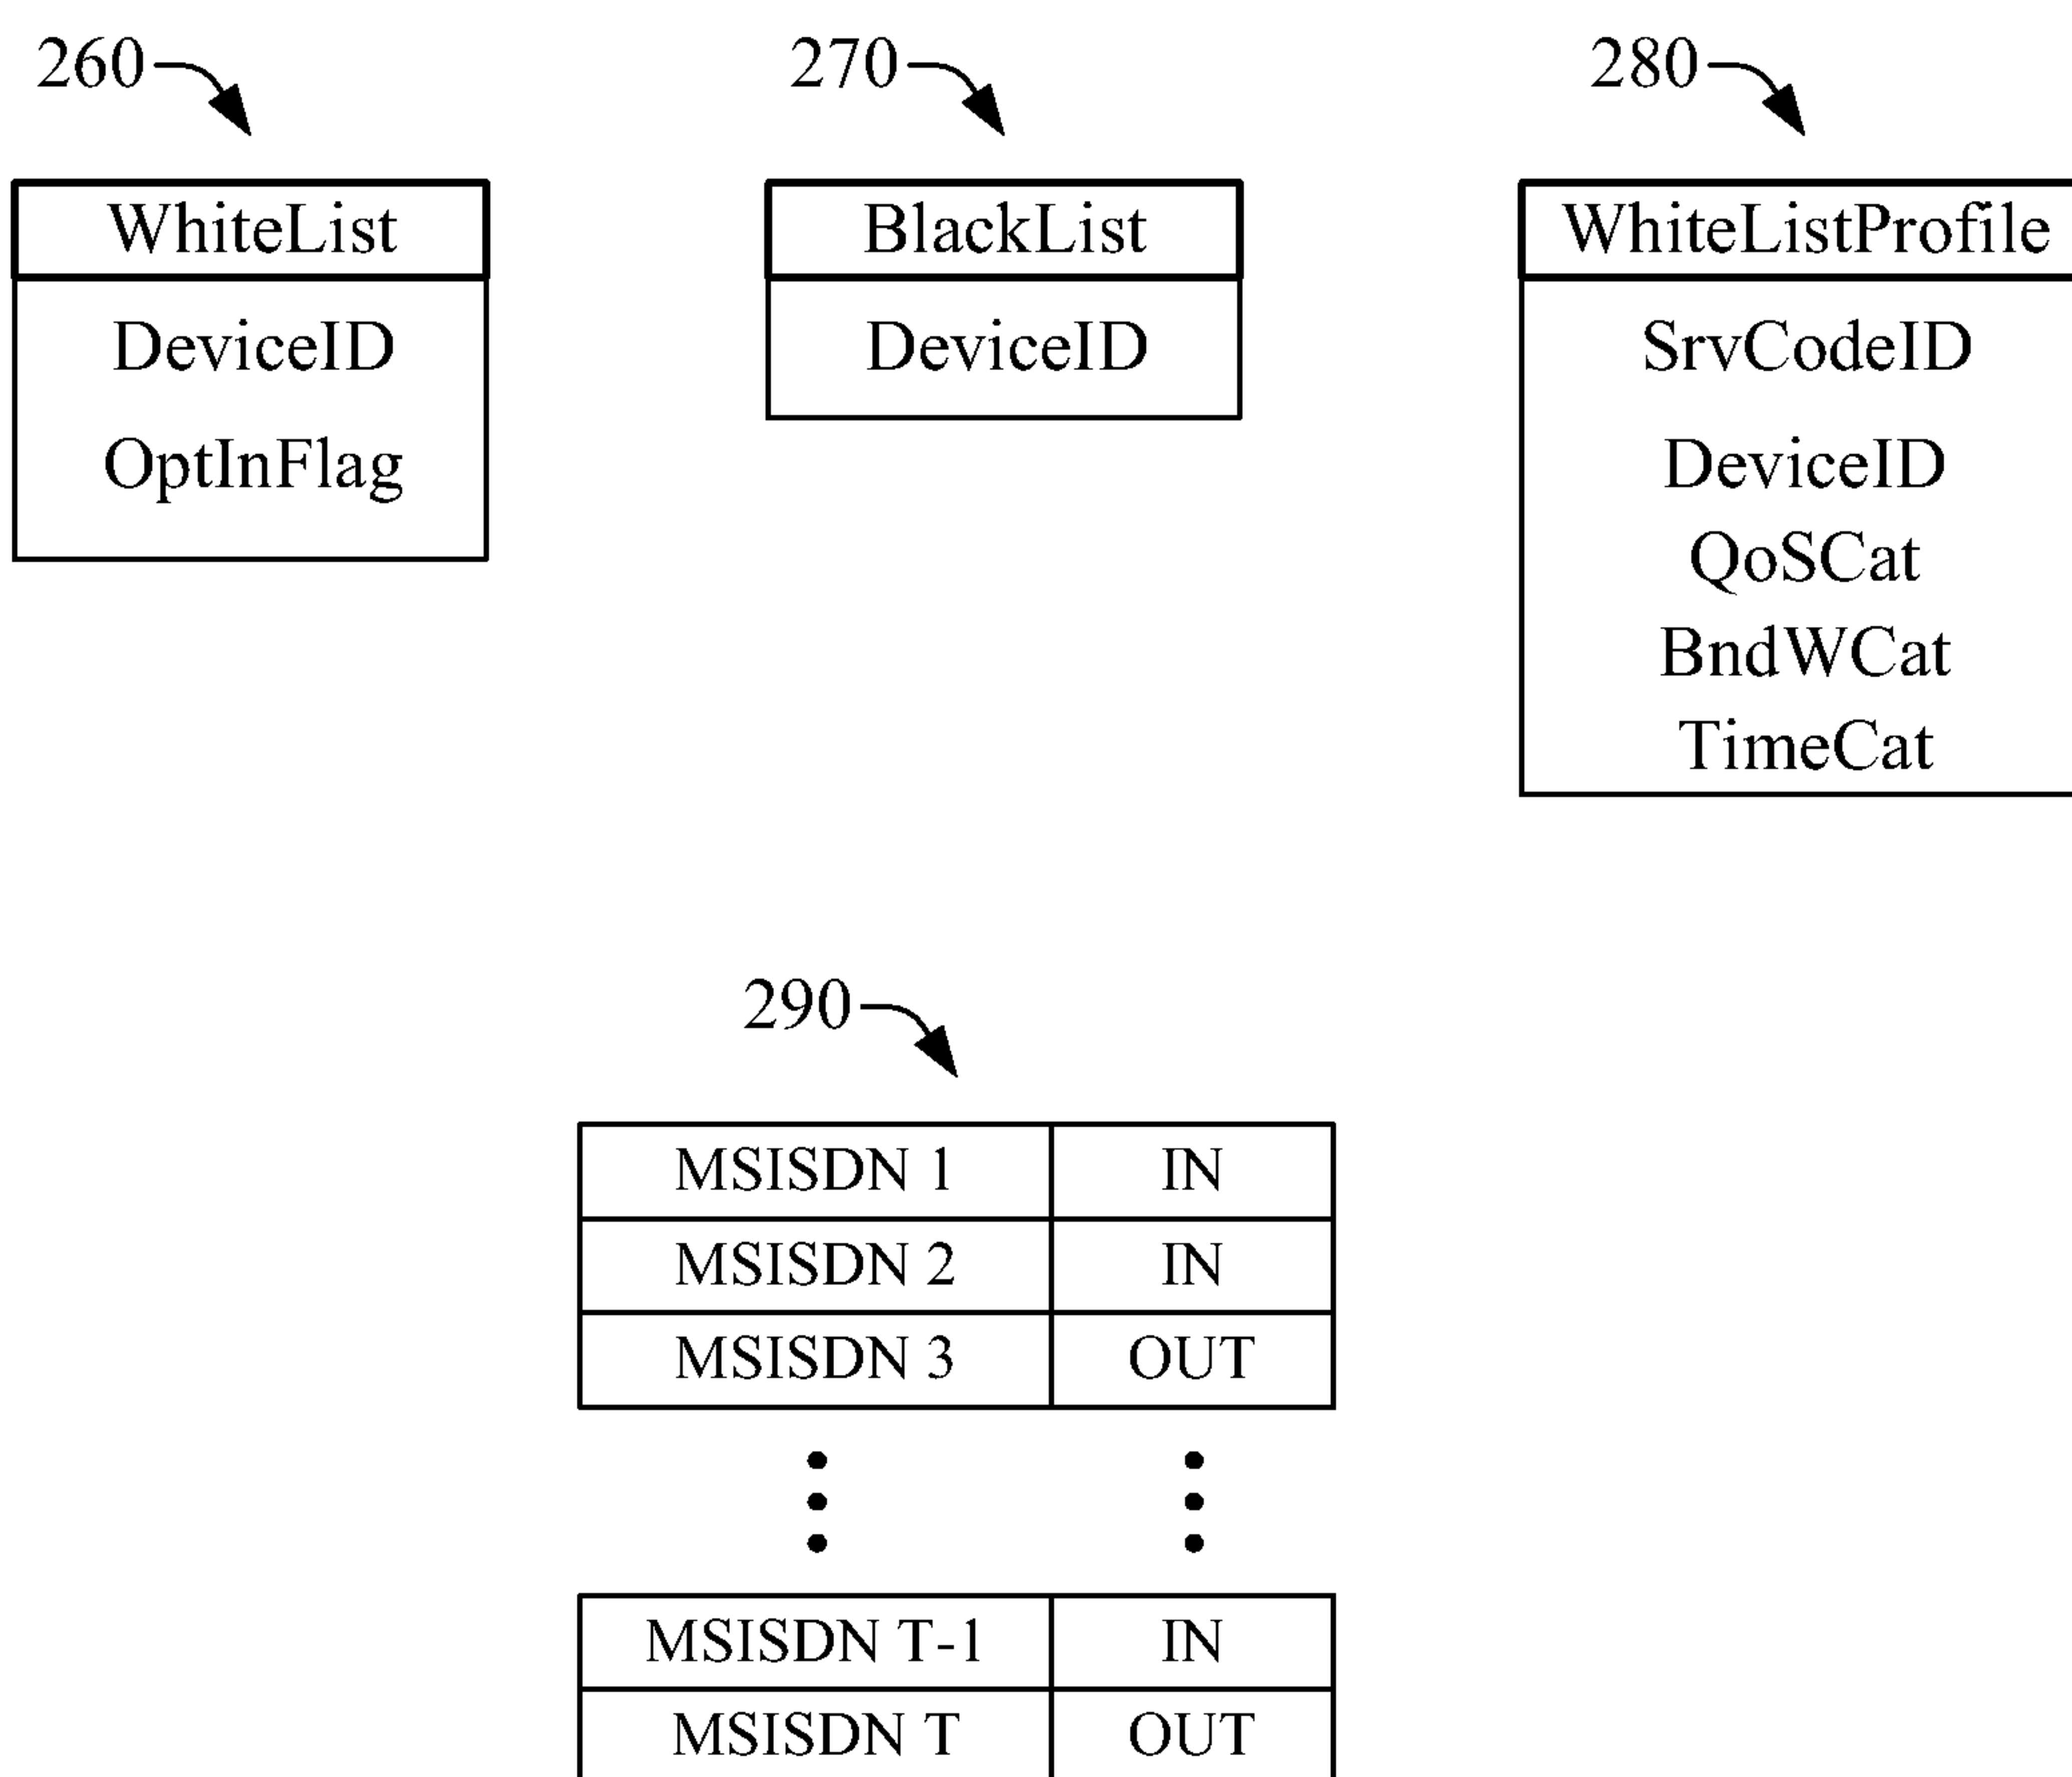 260
270
280
WhiteList
DeviceID
OptInFlag
BlackList
DeviceID
WhiteListProfile
SrvCodeID
DeviceID
QoSCat
BndWCat
TimeCat
290
MSISDN 1 IN
MSISDN 2 IN
MSISDN 3 OUT
MSISDN T-1 IN
MSISDN T OUT